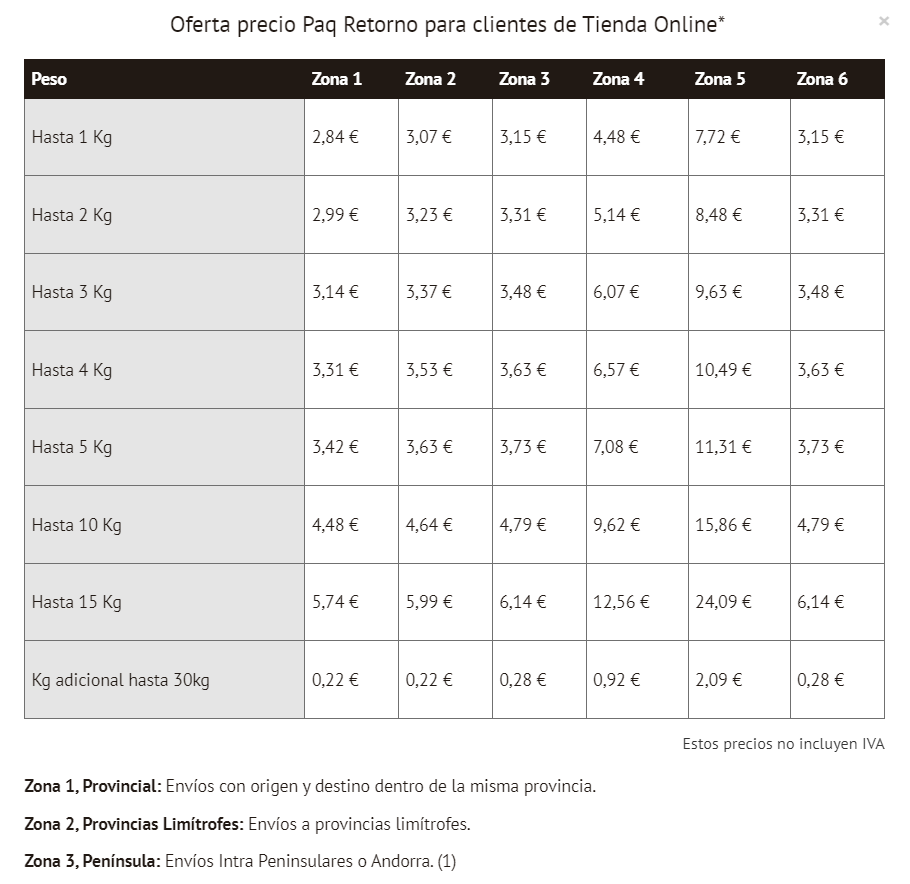 Oferta precio Paq Retorno para clientes de Tienda Online*
×
Peso Zona 1 Zona 2 Zona 3 Zona 4 Zona 5 Zona 6
Hasta 1 Kg 2,84 € 3,07 € 3,15 € 4,48 € 7,72 € 3,15 €
Hasta 2 Kg 2,99 € 3,23 € 3,31 € 5,14 € 8,48 € 3,31 €
Hasta 3 Kg 3,14 € 3,37 € 3,48 € 6,07 € 9,63 € 3,48 €
Hasta 4 Kg 3,31 € 3,53 € 3,63 € 6,57 € 10,49 € 3,63 €
Hasta 5 Kg 3,42 € 3,63 € 3,73 € 7,08 € 11,31 € 3,73 €
Hasta 10 Kg 4,48 € 4,64 € 4,79 € 9,62 € 15,86 € 4,79 €
Hasta 15 Kg 5,74 € 5,99 € 6,14 € 12,56 € 24,09 € 6,14 €
Kg adicional hasta 30kg 0,22 € 0,22 € 0,28 € 0,92 € 2,09 € 0,28 €
Estos precios no incluyen IVA
Zona 1, Provincial: Envíos con origen y destino dentro de la misma provincia.
Zona 2, Provincias Limítrofes: Envíos a provincias limítrofes.
Zona 3, Península: Envíos Intra Peninsulares o Andorra. (1)